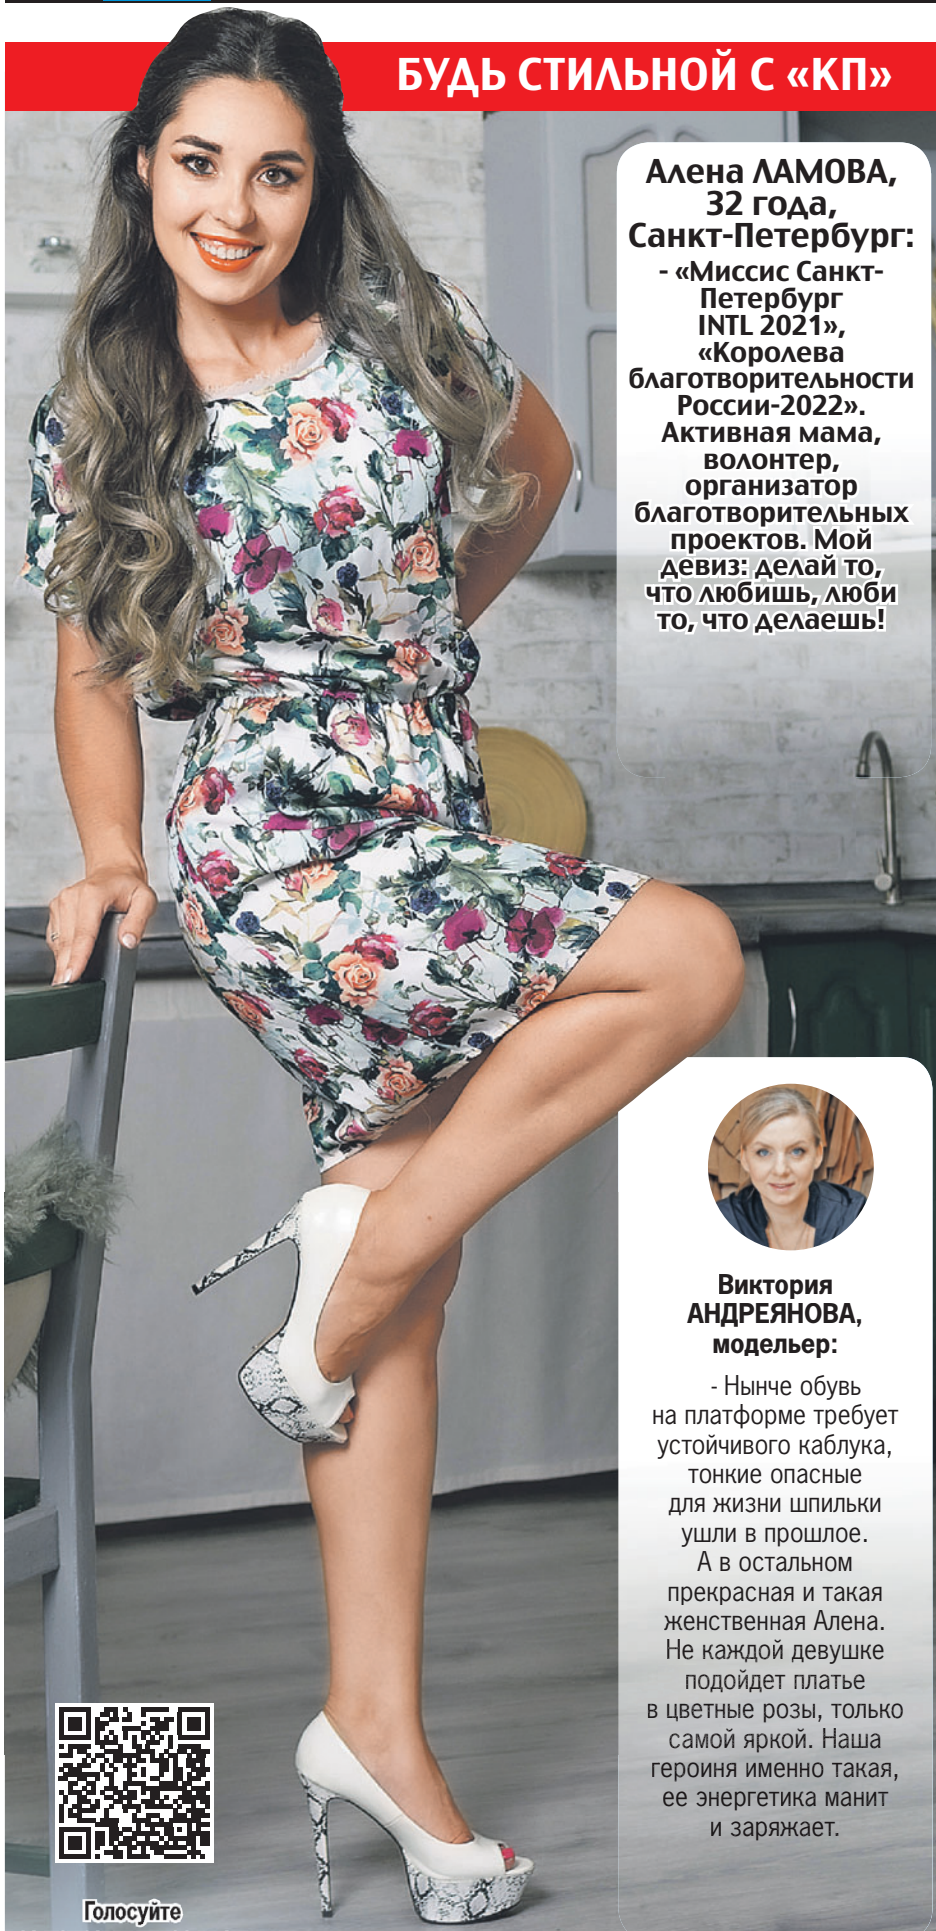 БУДЬ СТИЛЬНОЙ С «КП»
Алена ЛАМОВА,
32 года,
Санкт-Петербург:
- «Миссис Санкт-
Петербург
INTL 2021»,
«Королева
благотворительности
России-2022».
Активная мама,
волонтер,
организатор
благотворительных
проектов. Мой
девиз: делай то,
что любишь, люби
то, что делаешь!
Виктория
АНДРЕЯНОВА,
модельер:
- Нынче обувь
на платформе требует
устойчивого каблука,
тонкие опасные
для жизни шпильки
ушли в прошлое.
А в остальном
прекрасная и такая
женственная Алена.
Не каждой девушке
подойдет платье
в цветные розы, только
самой яркой. Наша
героиня именно такая,
ее энергетика манит
и заряжает.
Голосуйте